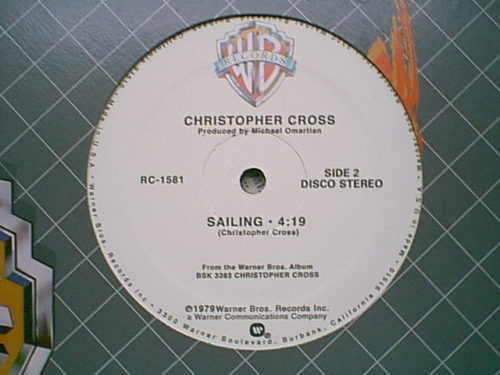 WB
RECORDS
CHRISTOPHER CROSS
Produced by Michael Omartian
RC-1581
SIDE 2
DISCO STEREO
SAILING • 4:19
(Christopher Cross)
From the Warner Bros. Album
BSK 3383 CHRISTOPHER CROSS
©1979 Warner Bros. Records Inc.
a Warner Communications Company
Warner Bros. Records Inc. • 3300 Warner Boulevard, Burbank, California 91510 • Made in U.S.A.
U.S.A.